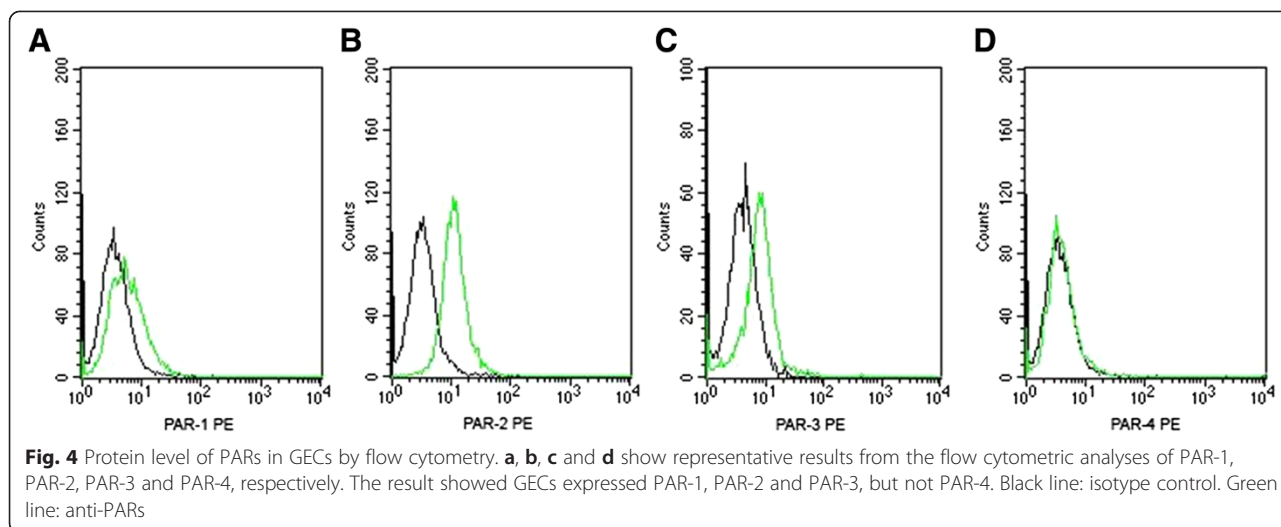 A B C D
200 200 100 200
160 160 80 160
120 120 60 120
Counts Counts Counts Counts
80 80 40 80
40 40 20 40
0 0 0 0
10^0 10^1 10^2 10^3 10^4 10^0 10^1 10^2 10^3 10^4 10^0 10^1 10^2 10^3 10^4 10^0 10^1 10^2 10^3 10^4
PAR-1 PE PAR-2 PE PAR-3 PE PAR-4 PE
Fig. 4 Protein level of PARs in GECs by flow cytometry. a, b, c and d show representative results from the flow cytometric analyses of PAR-1,
PAR-2, PAR-3 and PAR-4, respectively. The result showed GECs expressed PAR-1, PAR-2 and PAR-3, but not PAR-4. Black line: isotype control. Green
line: anti-PARs